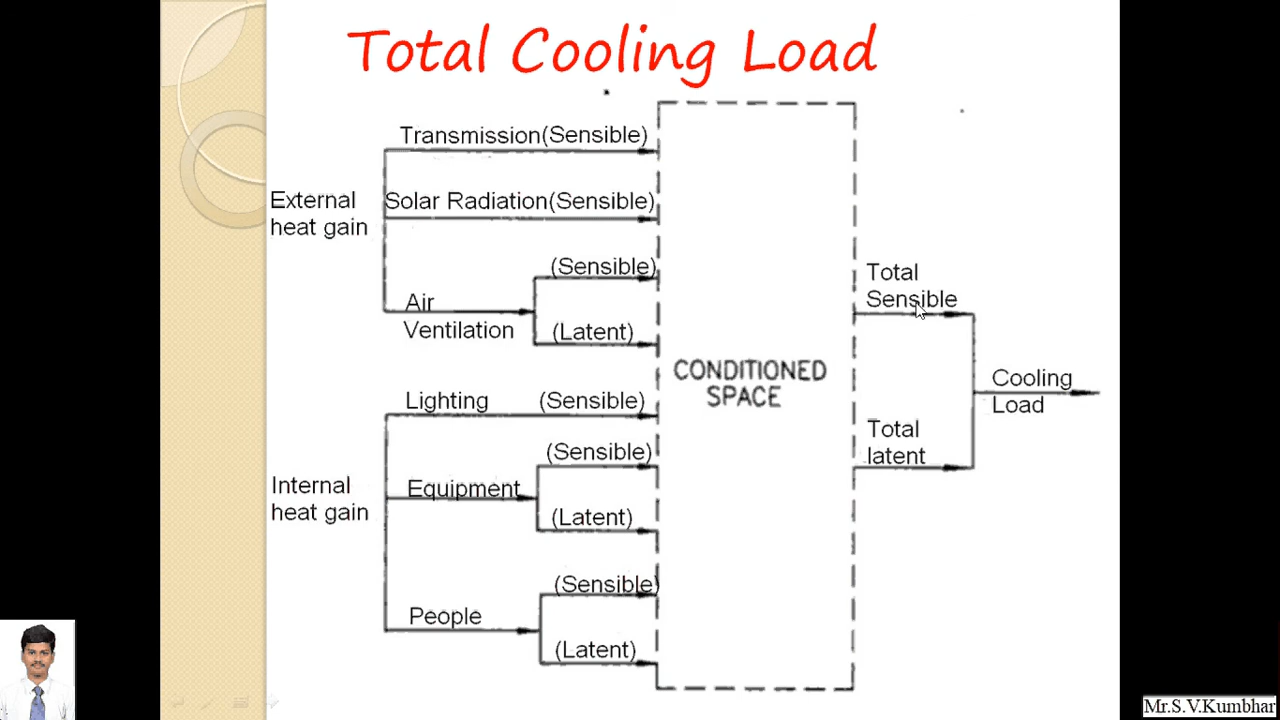 Total Cooling Load
Transmission(Sensible)
External
heat gain
Solar Radiation(Sensible)
(Sensible)
Air
Ventilation
(Latent)
CONDITIONED
SPACE
Total
Sensible
Cooling
Load
Total
latent
Lighting (Sensible)
(Sensible)
Internal
heat gain
Equipment
(Latent)
(Sensible)
People
(Latent)
Mr.S.V.Kumbhar